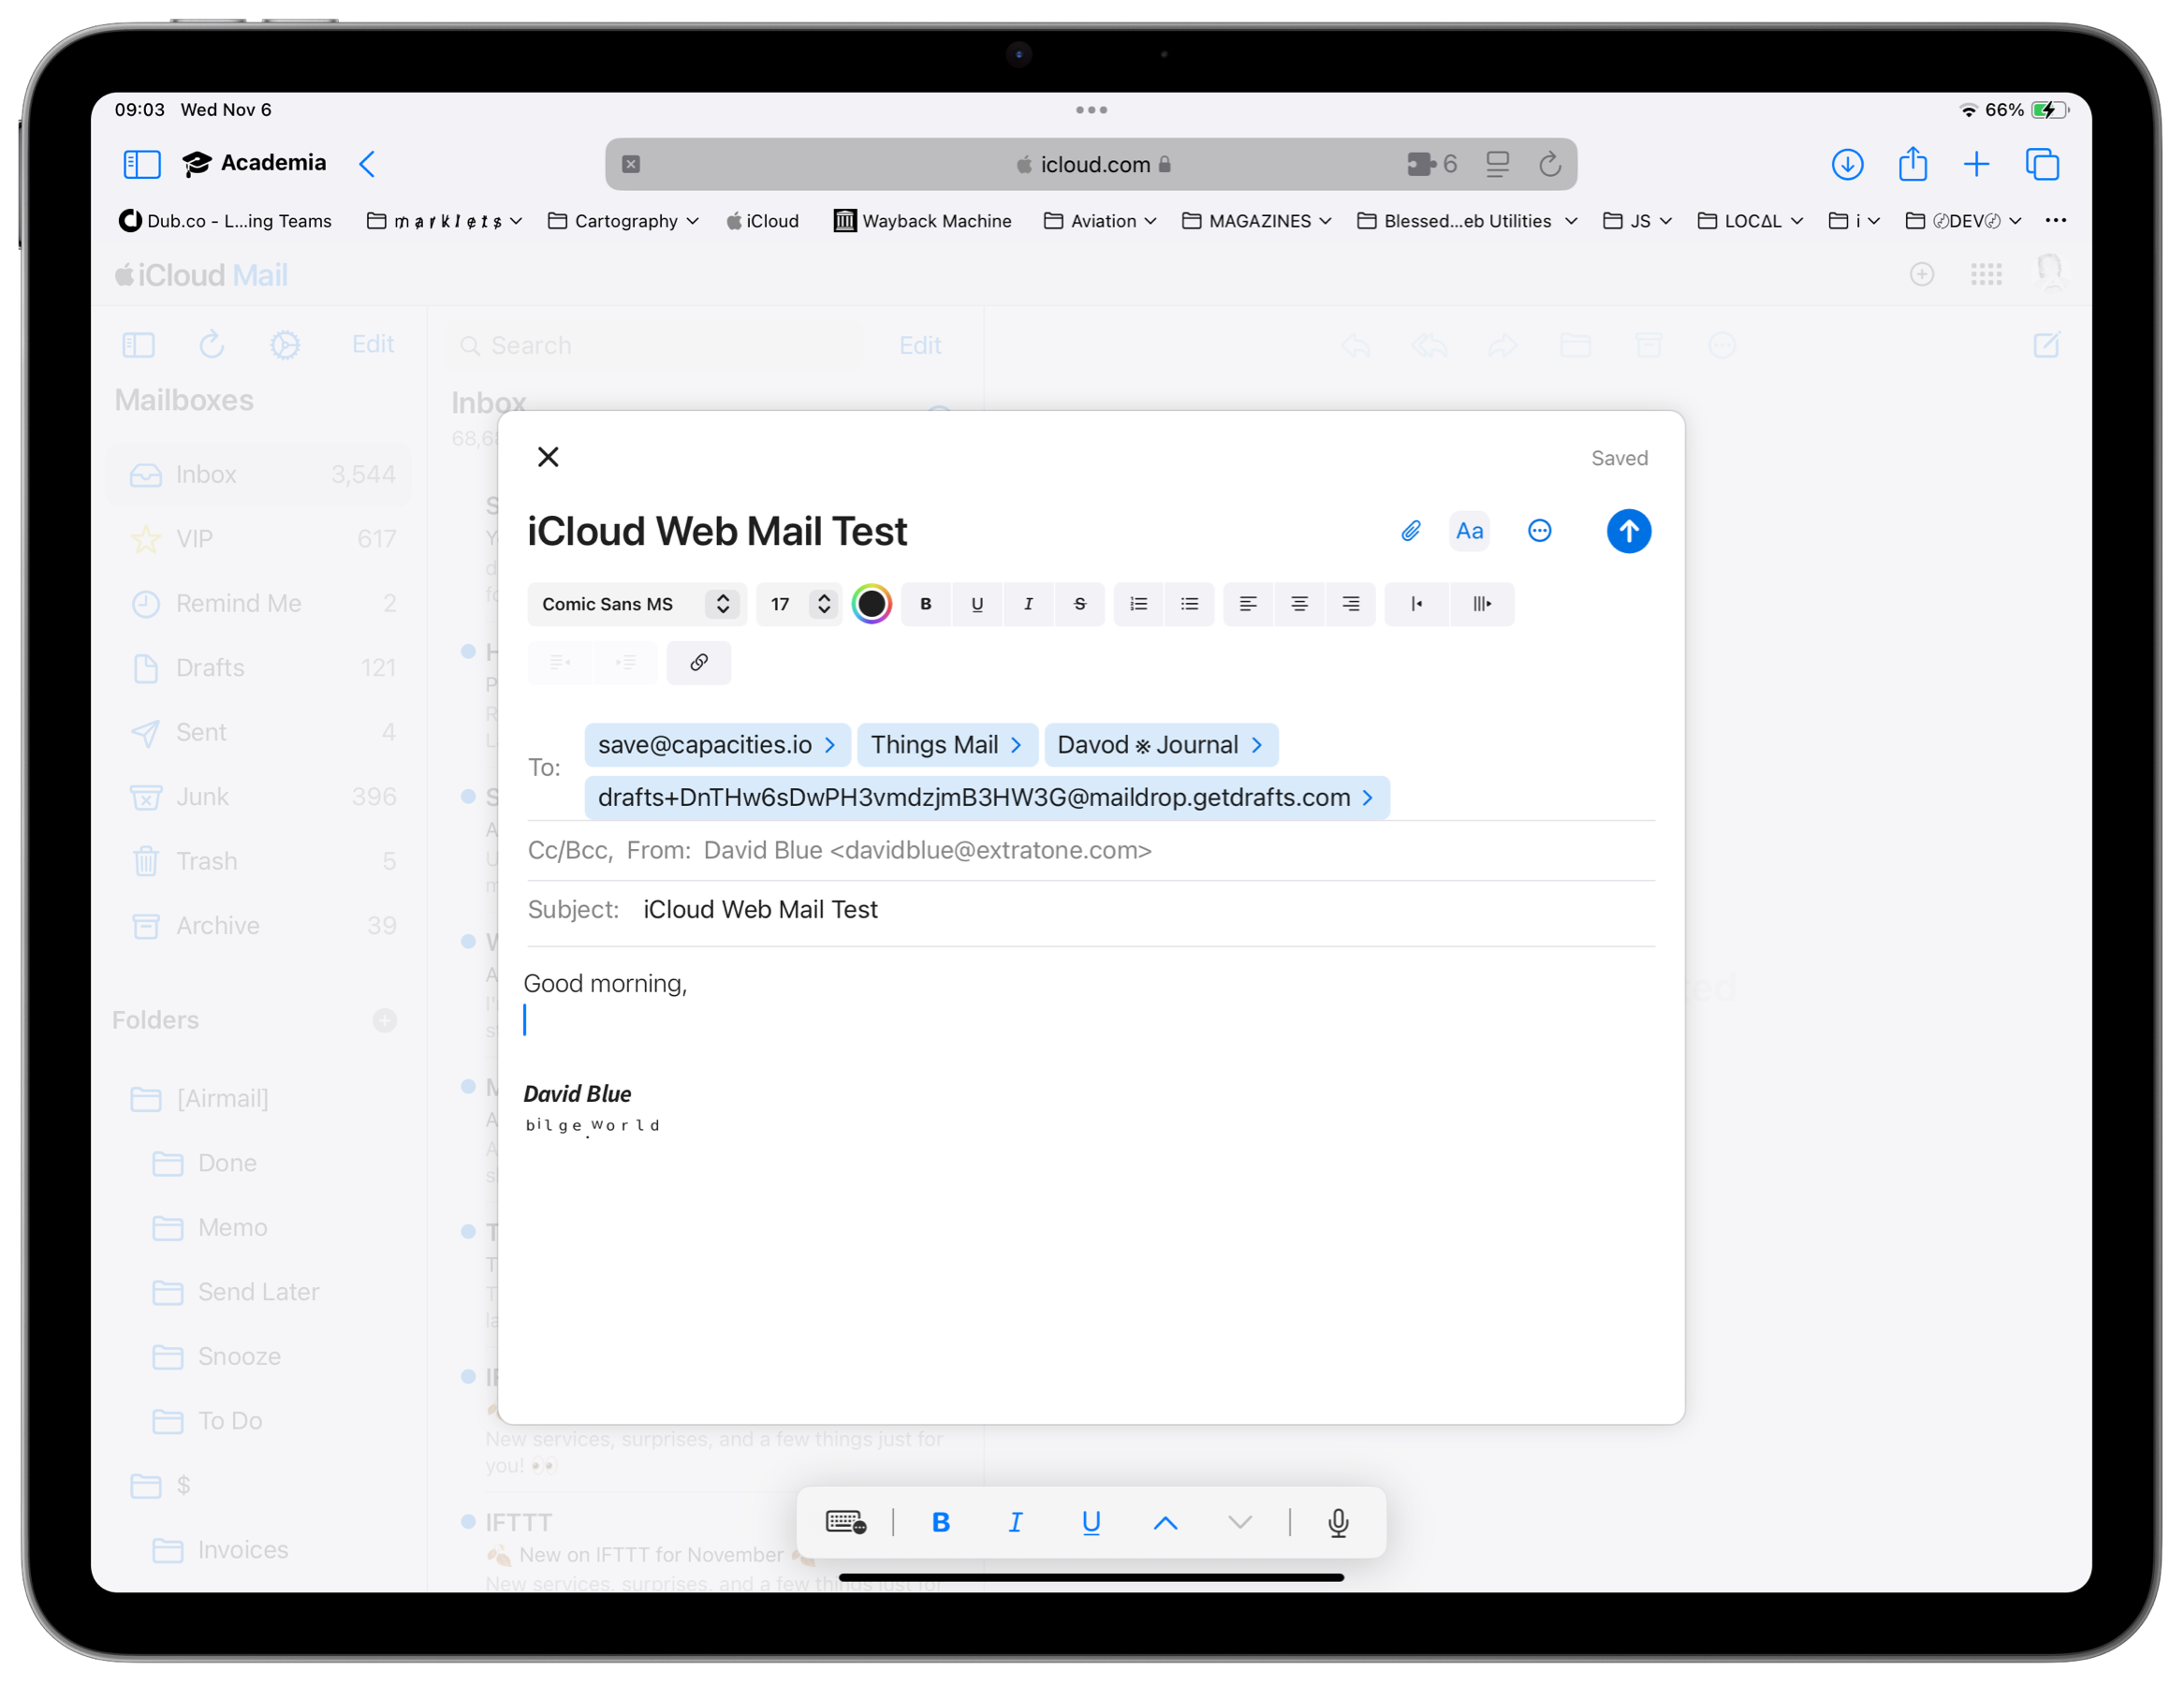 09:03 Wed Nov 6
66%
Academia
icloud.com
6
Dub.co - L...ing Teams
marklets
Cartography
iCloud
Wayback Machine
Aviation
MAGAZINES
Blessed...eb Utilities
JS
LOCΔL
i
〄DEV〄
iCloud Mail
Edit
Search
Edit
Mailboxes
Inbox 3,544
VIP 617
Remind Me 2
Drafts 121
Sent 4
Junk 396
Trash 5
Archive 39
Folders
[Airmail]
Done
Memo
Send Later
Snooze
To Do
$
Invoices
Inbox
Saved
iCloud Web Mail Test
Aa
Comic Sans MS 17 B U I S
To: save@capacities.io Things Mail Davod ※ Journal
drafts+DnTHw6sDwPH3vmdzjmB3HW3G@maildrop.getdrafts.com
Cc/Bcc, From: David Blue <davidblue@extratone.com>
Subject: iCloud Web Mail Test
Good morning,
David Blue
bilge.world
New services, surprises, and a few things just for
you! 👀
IFTTT
🍂 New on IFTTT for November 🍂
New services, surprises, and a few things just for
B I U